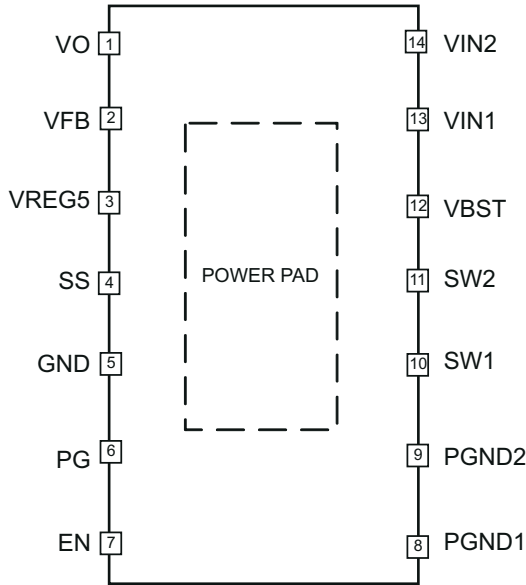 VO 1 14 VIN2
VFB 2 13 VIN1
VREG5 3 12 VBST
SS 4 11 SW2
POWER PAD
GND 5 10 SW1
PG 6 9 PGND2
EN 7 8 PGND1